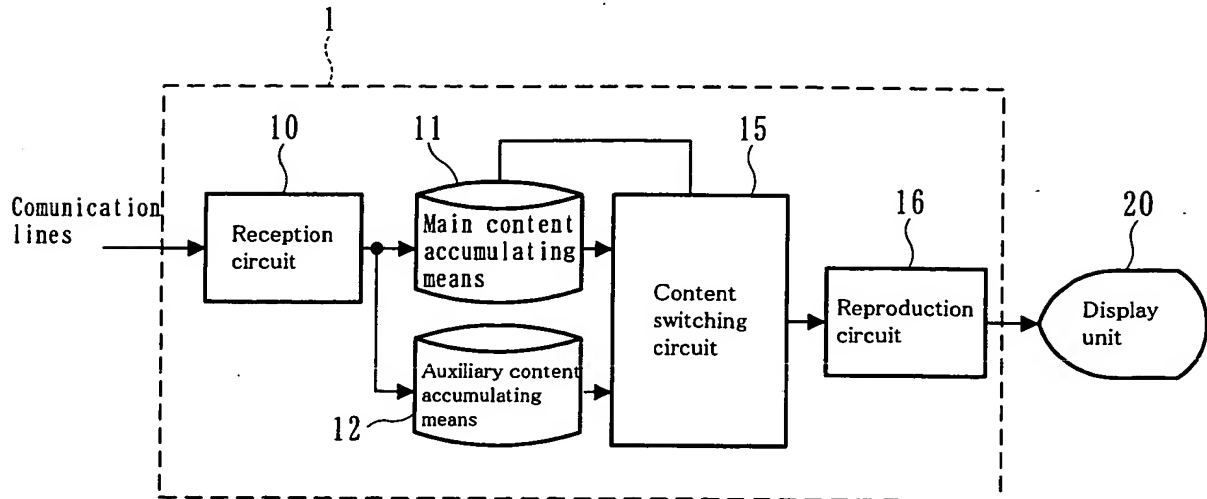 1
10
11
15
16
20
Comunication
lines
Reception
circuit
Main content
accumulating
means
Auxiliary content
accumulating
means
12
Content
switching
circuit
Reproduction
circuit
Display
unit